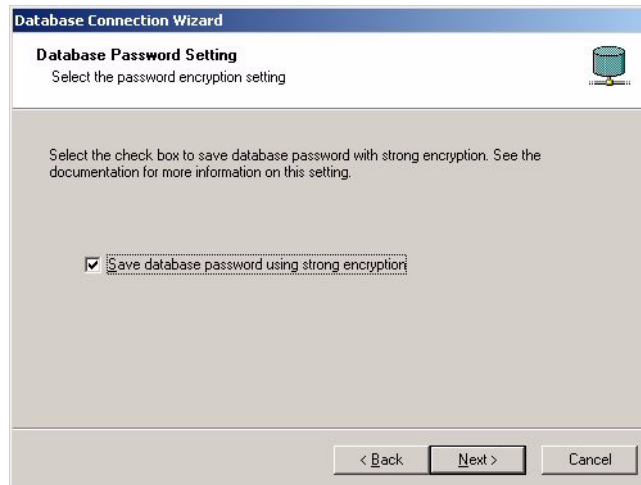 Database Connection Wizard
Database Password Setting
Select the password encryption setting
Select the check box to save database password with strong encryption. See the
documentation for more information on this setting.
Save database password using strong encryption
< Back
Next >
Cancel